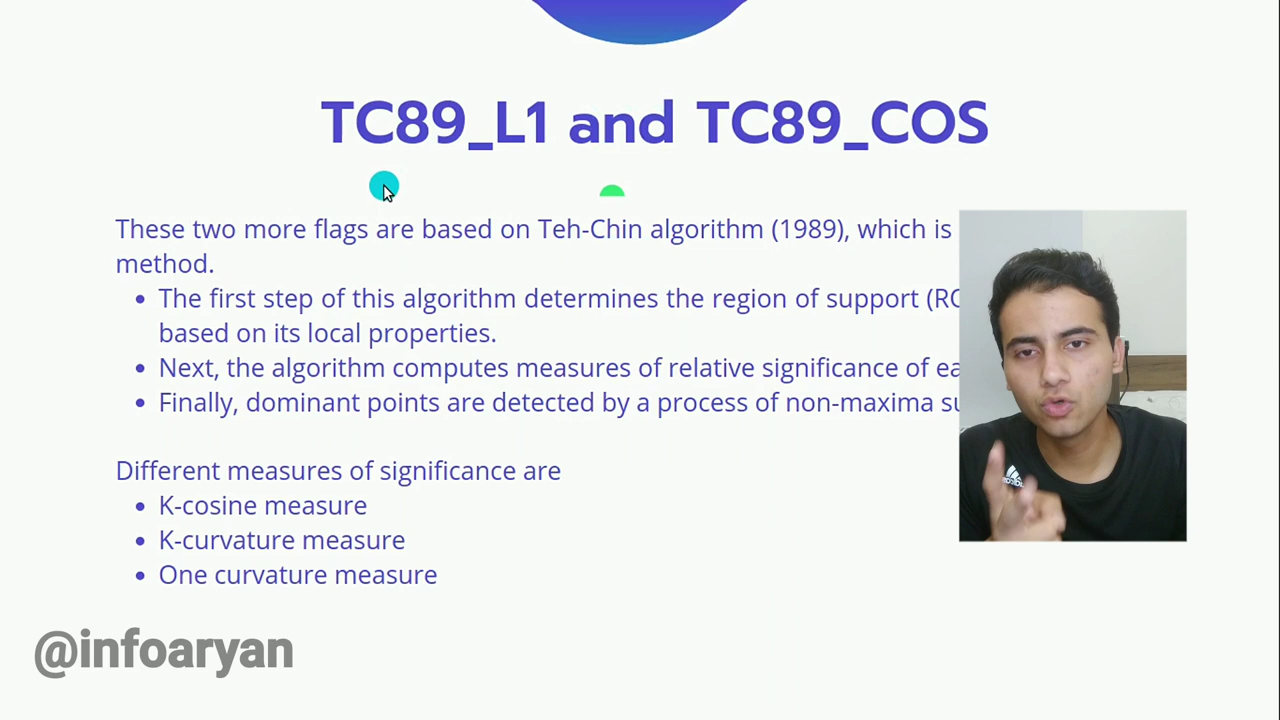 TC89_L1 and TC89_COS
These two more flags are based on Teh-Chin algorithm (1989), which is
method.
• The first step of this algorithm determines the region of support
based on its local properties.
• Next, the algorithm computes measures of relative significance of
• Finally, dominant points are detected by a process of non-maxima
Different measures of significance are
• K-cosine measure
• K-curvature measure
• One curvature measure
@infoaryan